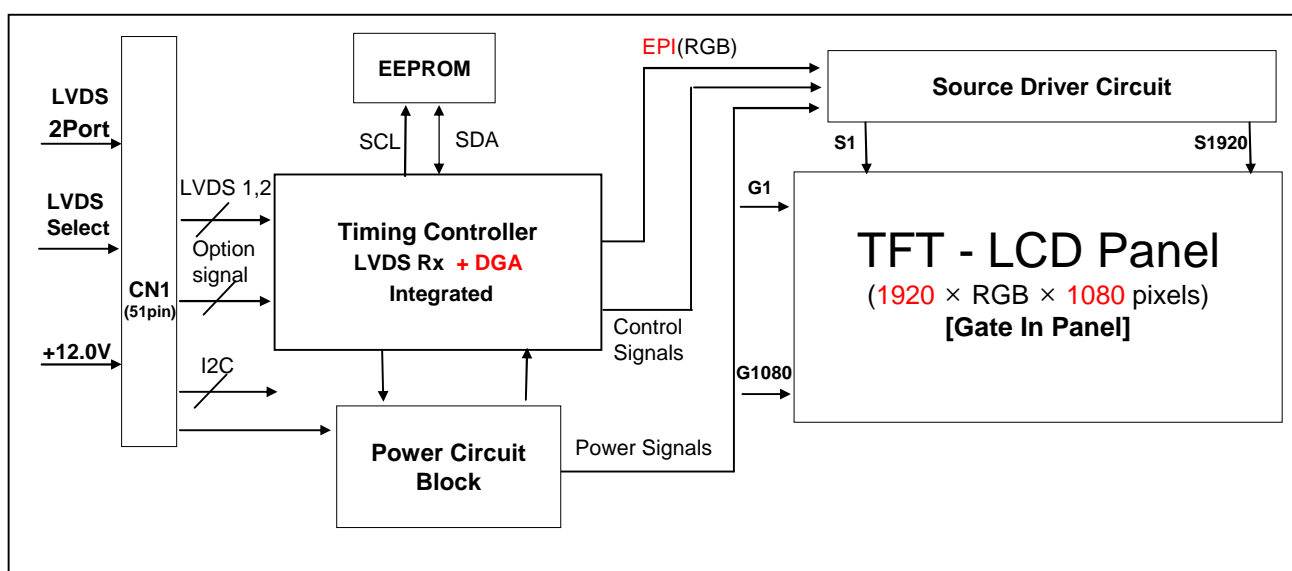 LVDS
2Port
LVDS
Select
+12.0V
CN1
(51pin)
LVDS 1,2
Option
signal
I2C
EEPROM
SCL
SDA
Timing Controller
LVDS Rx + DGA
Integrated
Power Circuit
Block
EPI(RGB)
Control
Signals
Power Signals
Source Driver Circuit
S1
S1920
G1
G1080
TFT - LCD Panel
(1920 × RGB × 1080 pixels)
[Gate In Panel]